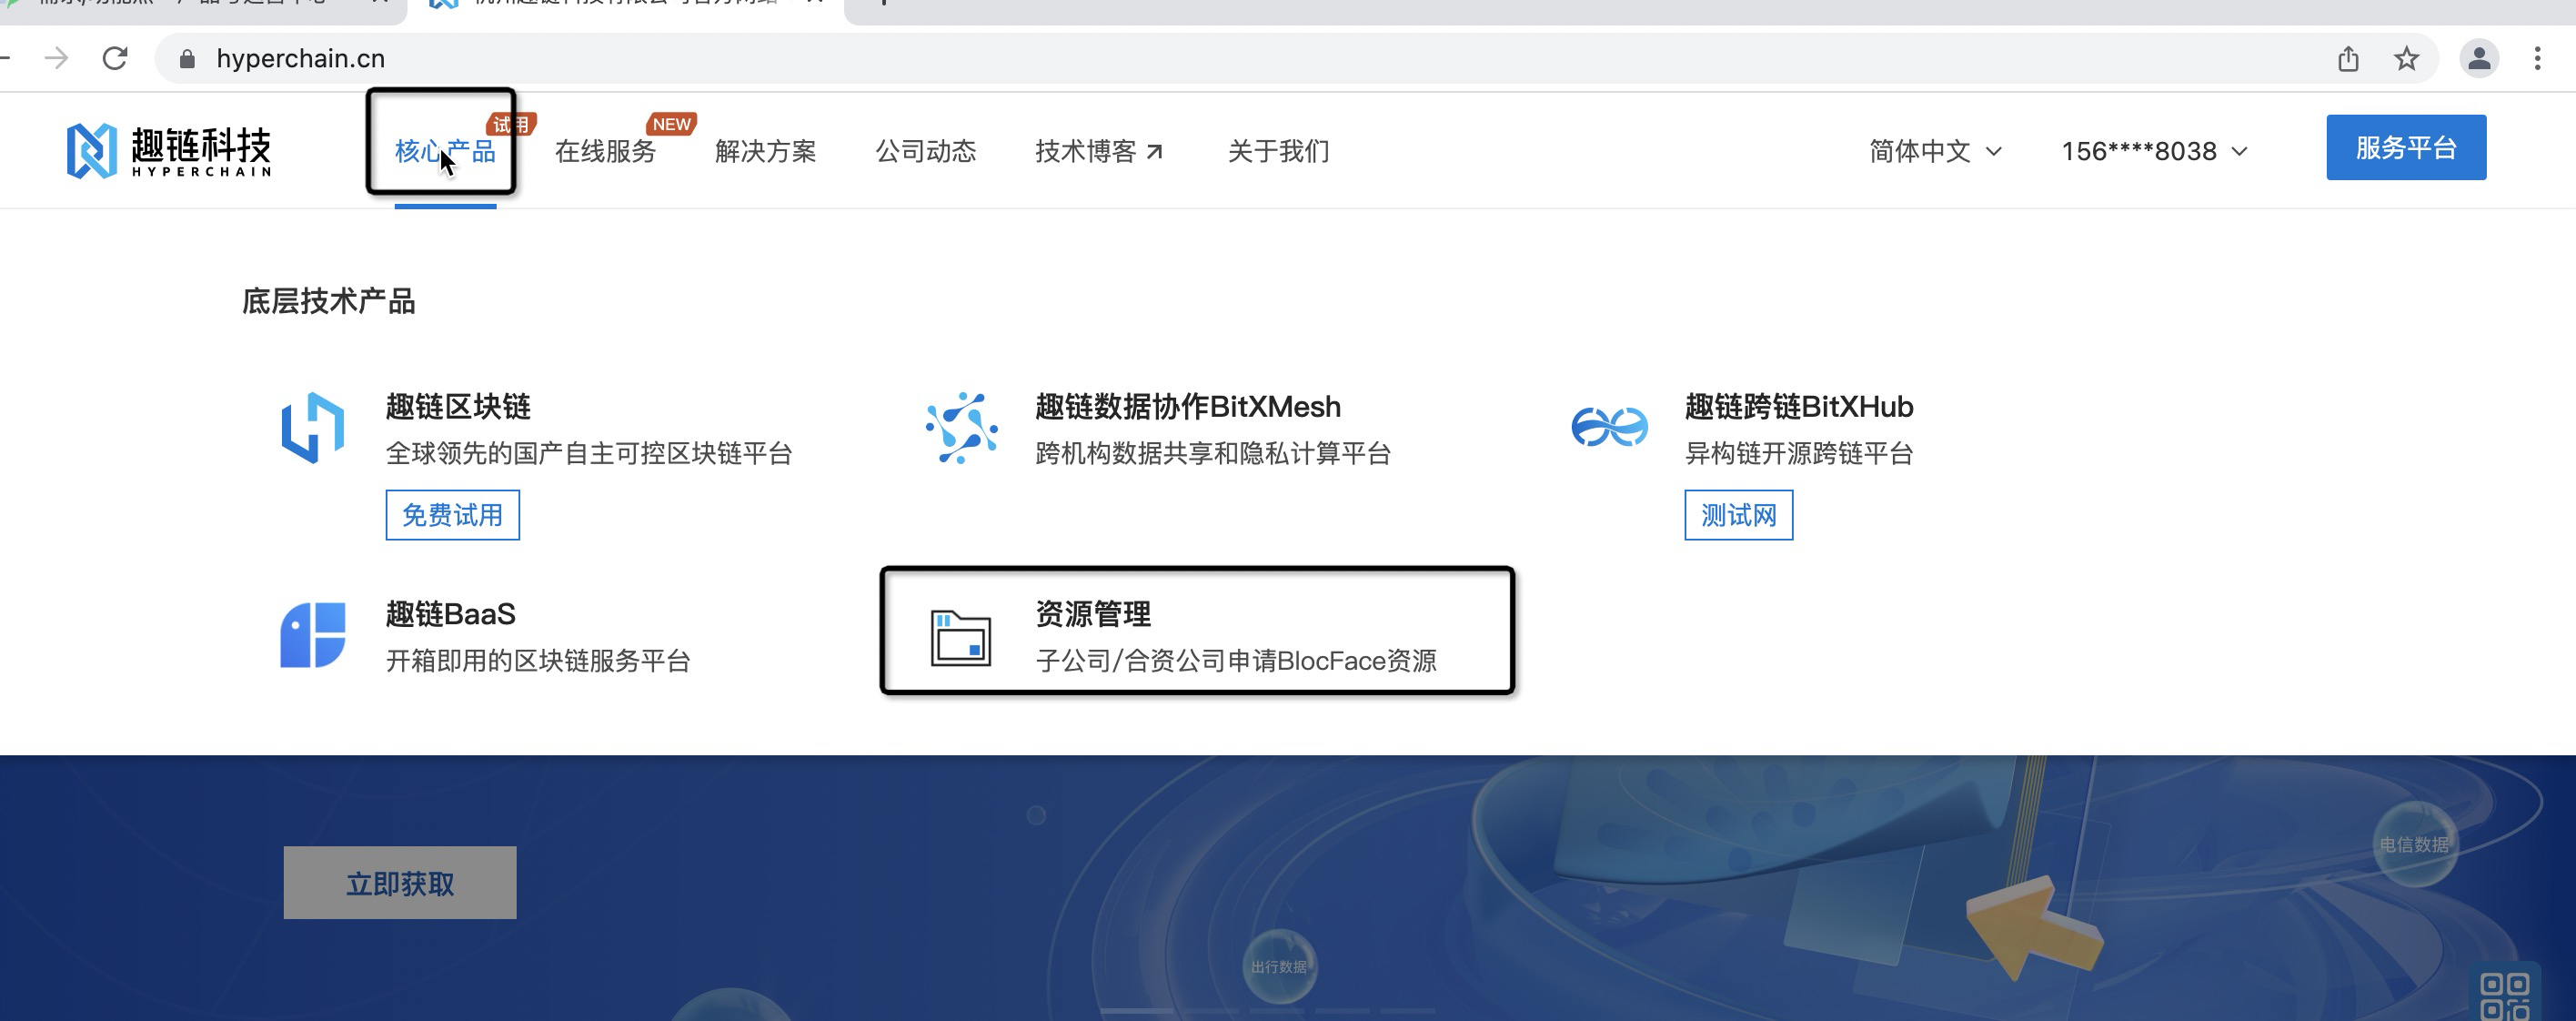 hyperchain.cn
趣链科技
HYPERCHAIN
核心产品
试用
在线服务
NEW
解决方案
公司动态
技术博客
关于我们
简体中文
156****8038
服务平台
底层技术产品
趣链区块链
全球领先的国产自主可控区块链平台
免费试用
趣链数据协作BitXMesh
跨机构数据共享和隐私计算平台
趣链跨链BitXHub
异构链开源跨链平台
测试网
趣链BaaS
开箱即用的区块链服务平台
资源管理
子公司/合资公司申请BlocFace资源
立即获取
电信数据
出行数据